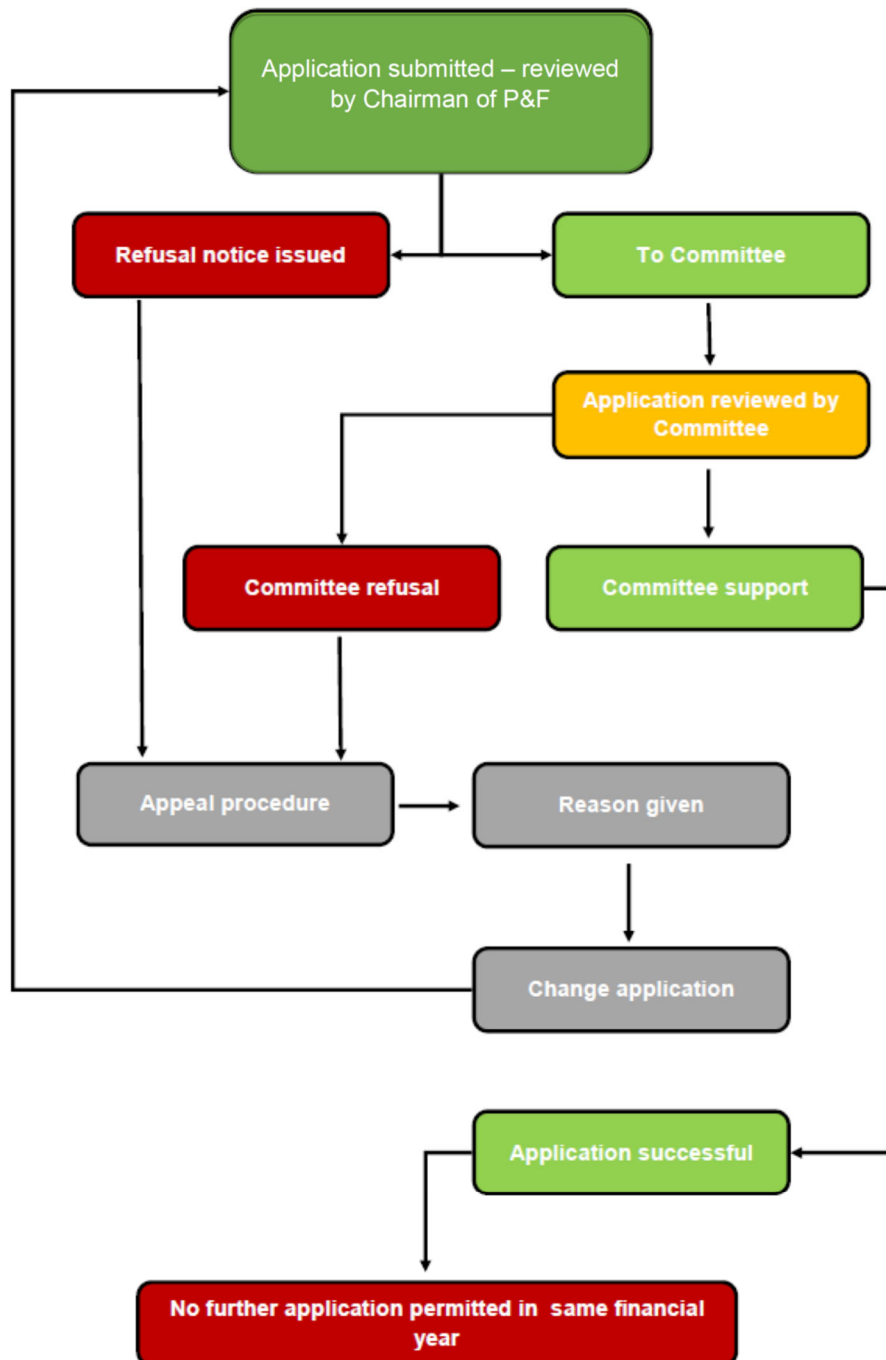 Application submitted – reviewed
by Chairman of P&F
Refusal notice issued
To Committee
Application reviewed by
Committee
Committee refusal
Committee support
Appeal procedure
Reason given
Change application
Application successful
No further application permitted in same financial
year